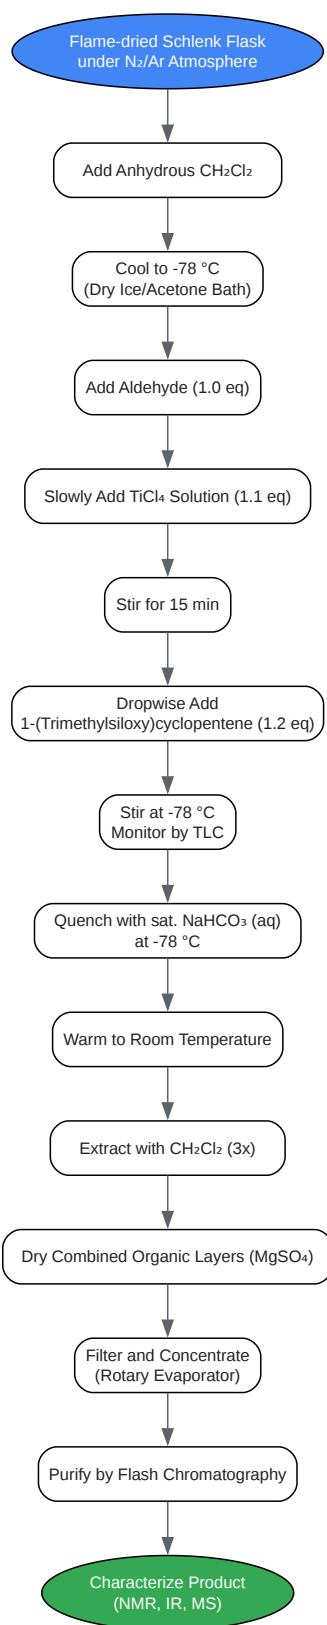 Flame-dried Schlenk Flask
under N₂/Ar Atmosphere
Add Anhydrous CH₂Cl₂
Cool to -78 °C
(Dry Ice/Acetone Bath)
Add Aldehyde (1.0 eq)
Slowly Add TiCl₄ Solution (1.1 eq)
Stir for 15 min
Dropwise Add
1-(Trimethylsiloxy)cyclopentene (1.2 eq)
Stir at -78 °C
Monitor by TLC
Quench with sat. NaHCO₃ (aq)
at -78 °C
Warm to Room Temperature
Extract with CH₂Cl₂ (3x)
Dry Combined Organic Layers (MgSO₄)
Filter and Concentrate
(Rotary Evaporator)
Purify by Flash Chromatography
Characterize Product
(NMR, IR, MS)